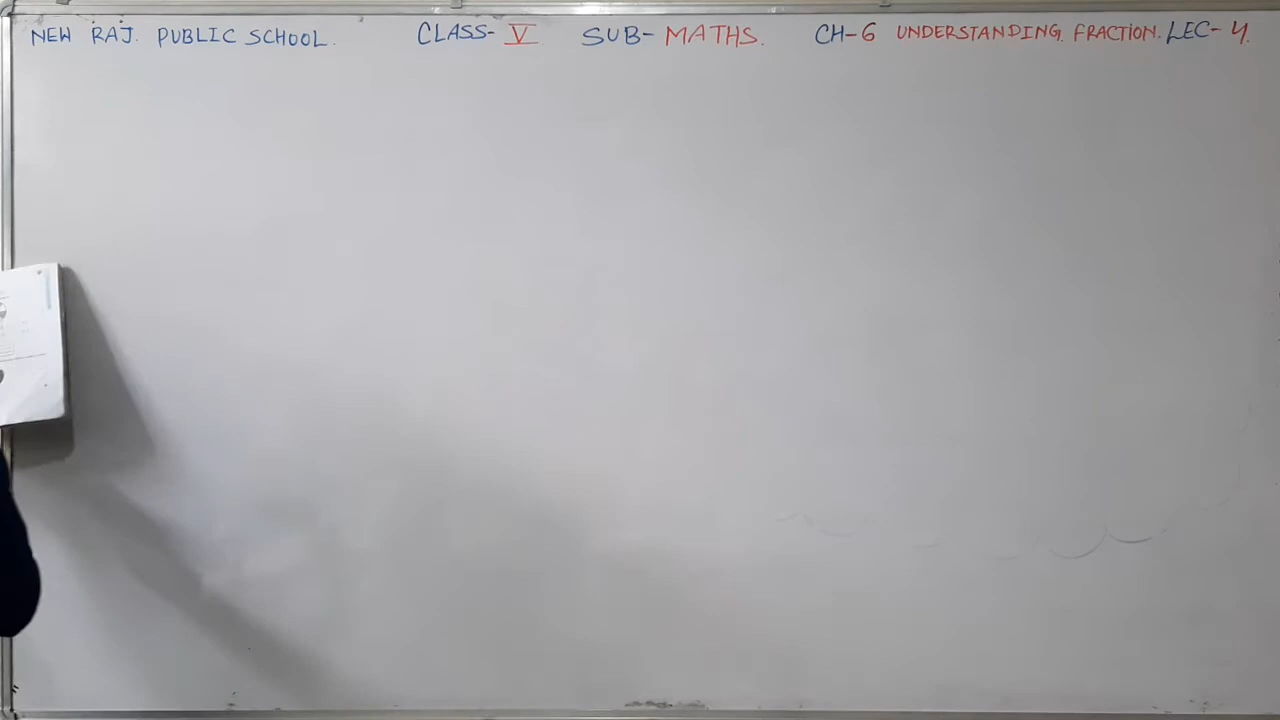 NEW RAJ. PUBLIC SCHOOL. CLASS- V SUB- MATHS. CH-6 UNDERSTANDING. FRACTION. LEC- 4.